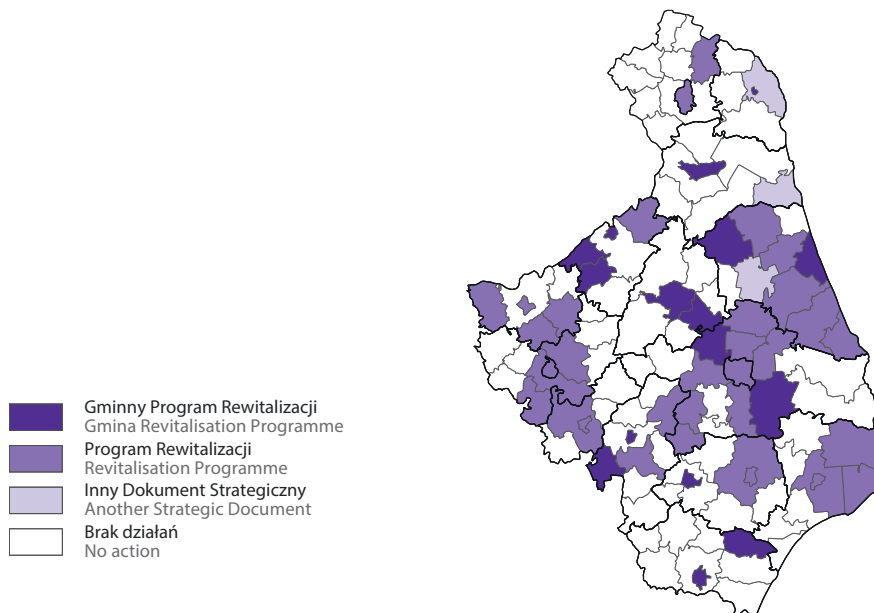 Gminny Program Rewitalizacji
Gmina Revitalisation Programme
Program Rewitalizacji
Revitalisation Programme
Inny Dokument Strategiczny
Another Strategic Document
Brak działań
No action